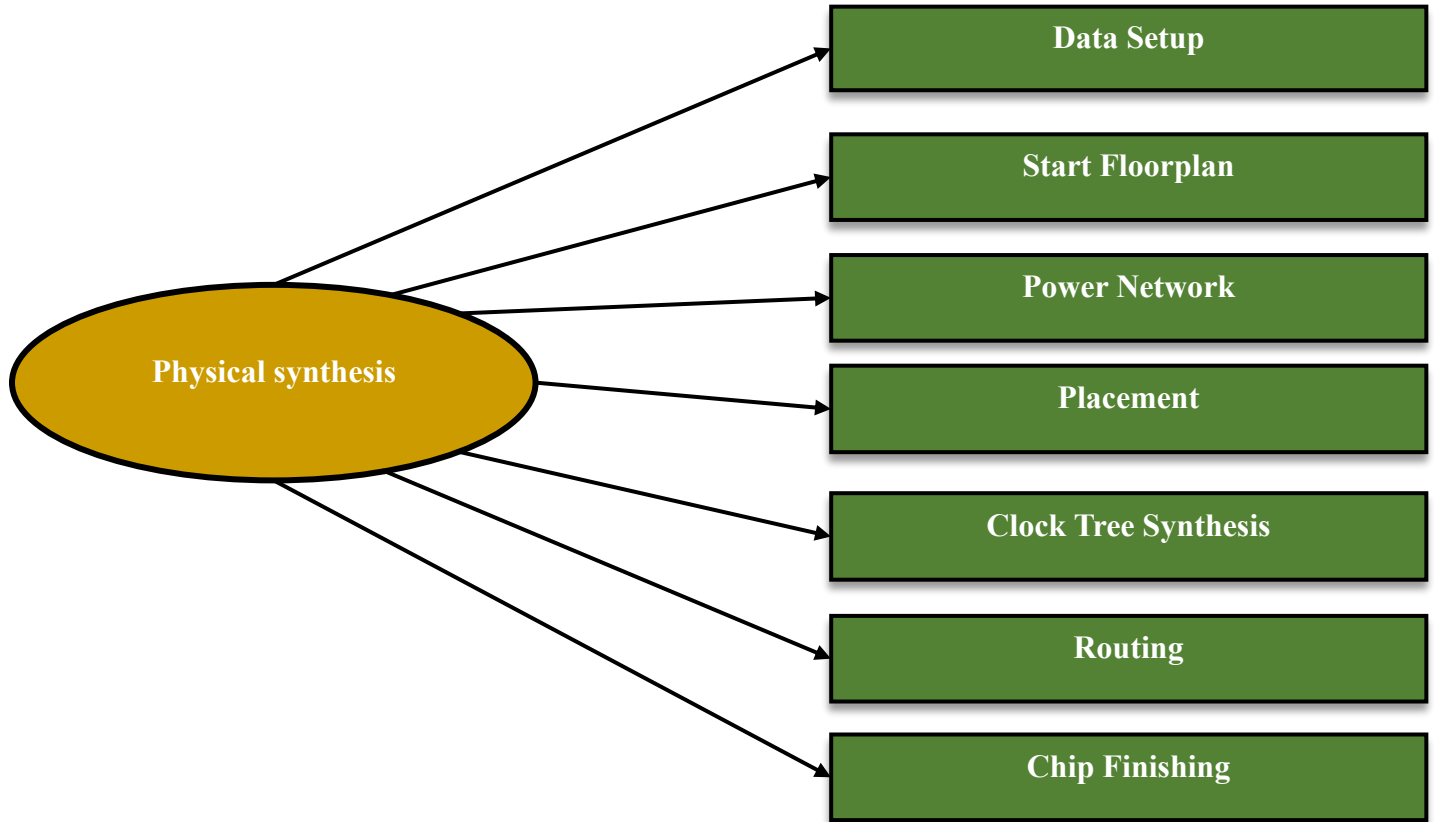 Data Setup
Start Floorplan
Power Network
Physical synthesis
Placement
Clock Tree Synthesis
Routing
Chip Finishing